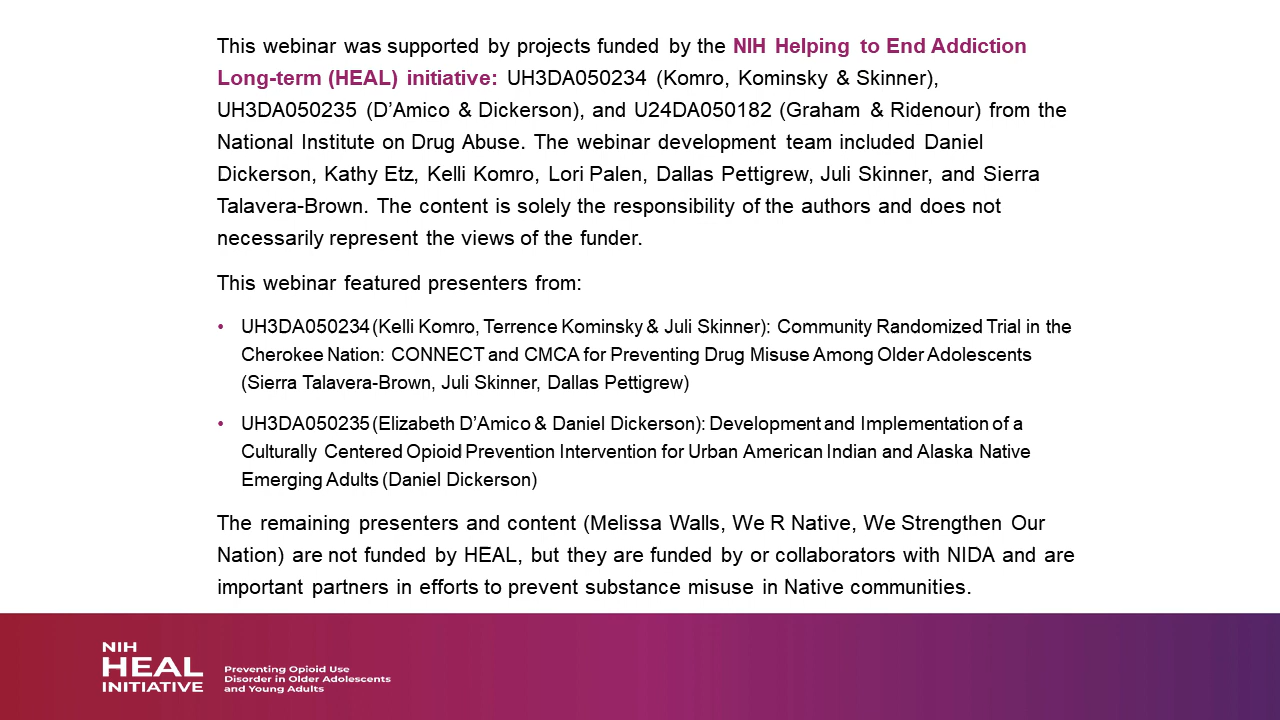 This webinar was supported by projects funded by the NIH Helping to End Addiction
Long-term (HEAL) initiative: UH3DA050234 (Komro, Kominsky & Skinner),
UH3DA050235 (D’Amico & Dickerson), and U24DA050182 (Graham & Ridenour) from the
National Institute on Drug Abuse. The webinar development team included Daniel
Dickerson, Kathy Etz, Kelli Komro, Lori Palen, Dallas Pettigrew, Juli Skinner, and Sierra
Talavera-Brown. The content is solely the responsibility of the authors and does not
necessarily represent the views of the funder.
This webinar featured presenters from:
• UH3DA050234 (Kelli Komro, Terrence Kominsky & Juli Skinner): Community Randomized Trial in the
Cherokee Nation: CONNECT and CMCA for Preventing Drug Misuse Among Older Adolescents
(Sierra Talavera-Brown, Juli Skinner, Dallas Pettigrew)
• UH3DA050235 (Elizabeth D’Amico & Daniel Dickerson): Development and Implementation of a
Culturally Centered Opioid Prevention Intervention for Urban American Indian and Alaska Native
Emerging Adults (Daniel Dickerson)
The remaining presenters and content (Melissa Walls, We R Native, We Strengthen Our
Nation) are not funded by HEAL, but they are funded by or collaborators with NIDA and are
important partners in efforts to prevent substance misuse in Native communities.
NIH
HEAL
INITIATIVE
Preventing Opioid Use
Disorder in Older Adolescents
and Young Adults